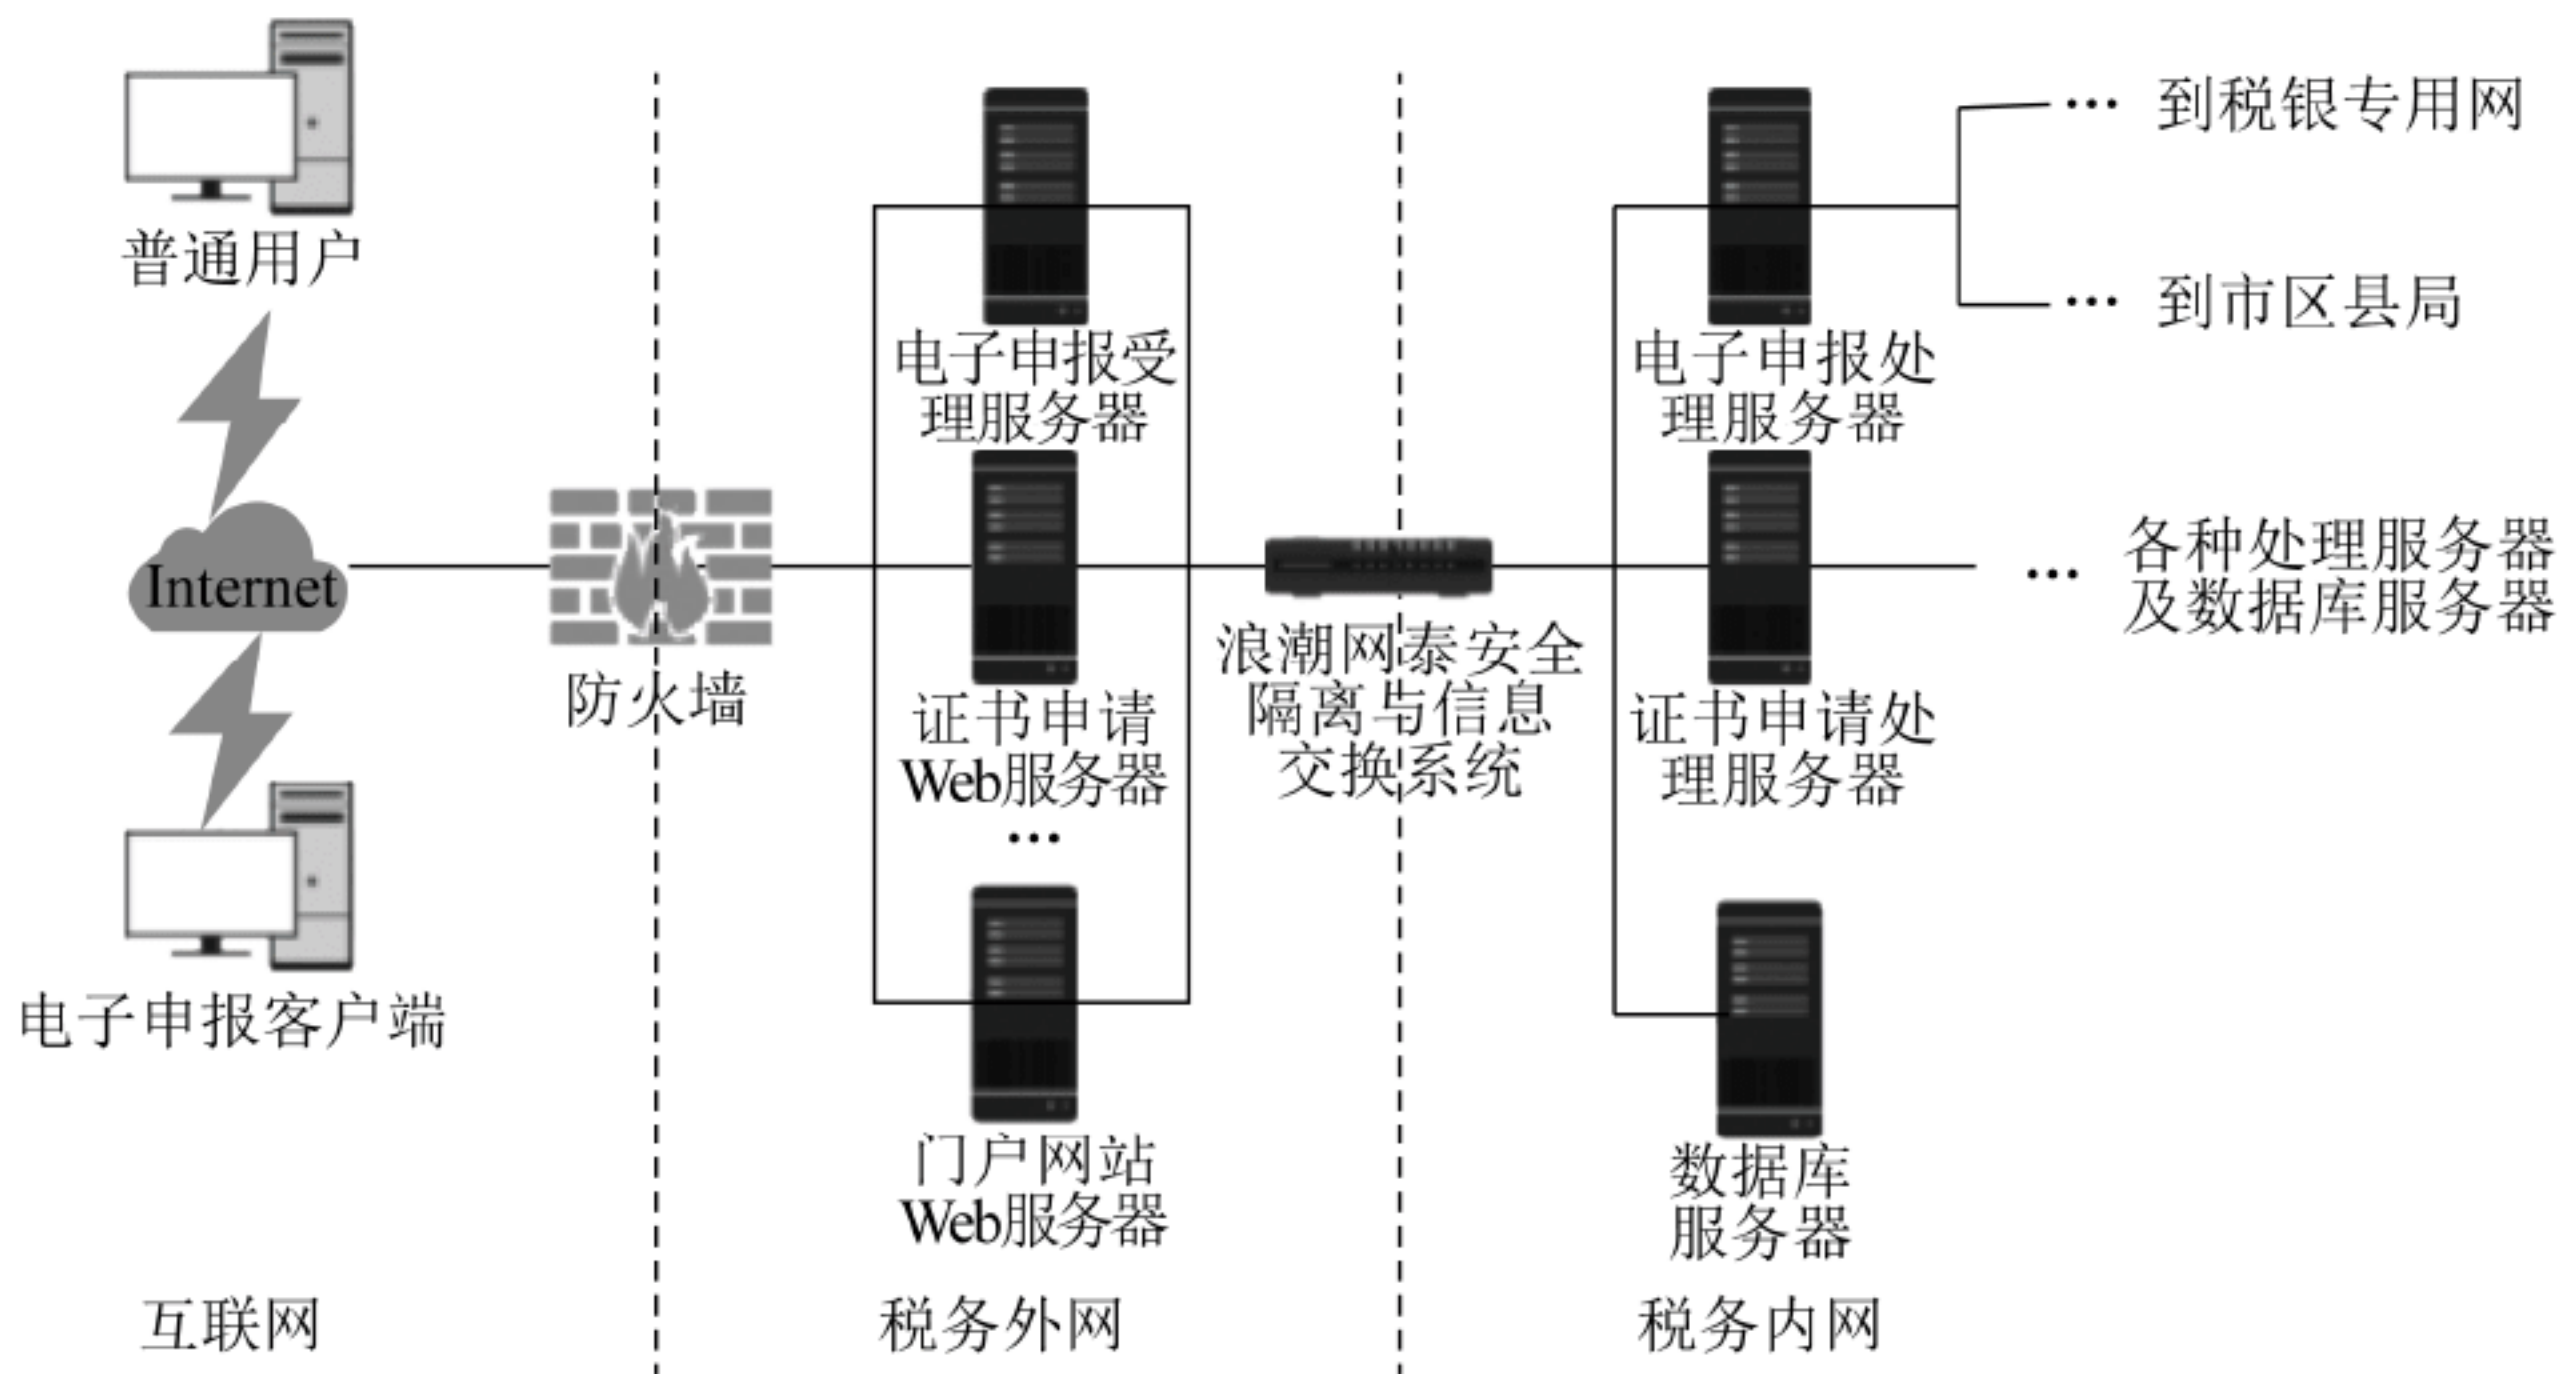 普通用户
Internet
电子申报客户端
互联网
防火墙
电子申报受
理服务器
证书申请
Web服务器
…
门户网站
Web服务器
税务外网
浪潮网泰安全
隔离与信息
交换系统
电子申报处
理服务器
证书申请处
理服务器
数据库
服务器
税务内网
… 到税银专用网
… 到市区县局
… 各种处理服务器
及数据库服务器